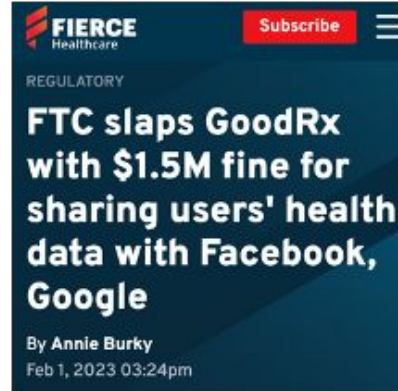 FIERCE
Healthcare
Subscribe
REGULATORY
FTC slaps GoodRx
with $1.5M fine for
sharing users' health
data with Facebook,
Google
By Annie Burky
Feb 1, 2023 03:24pm